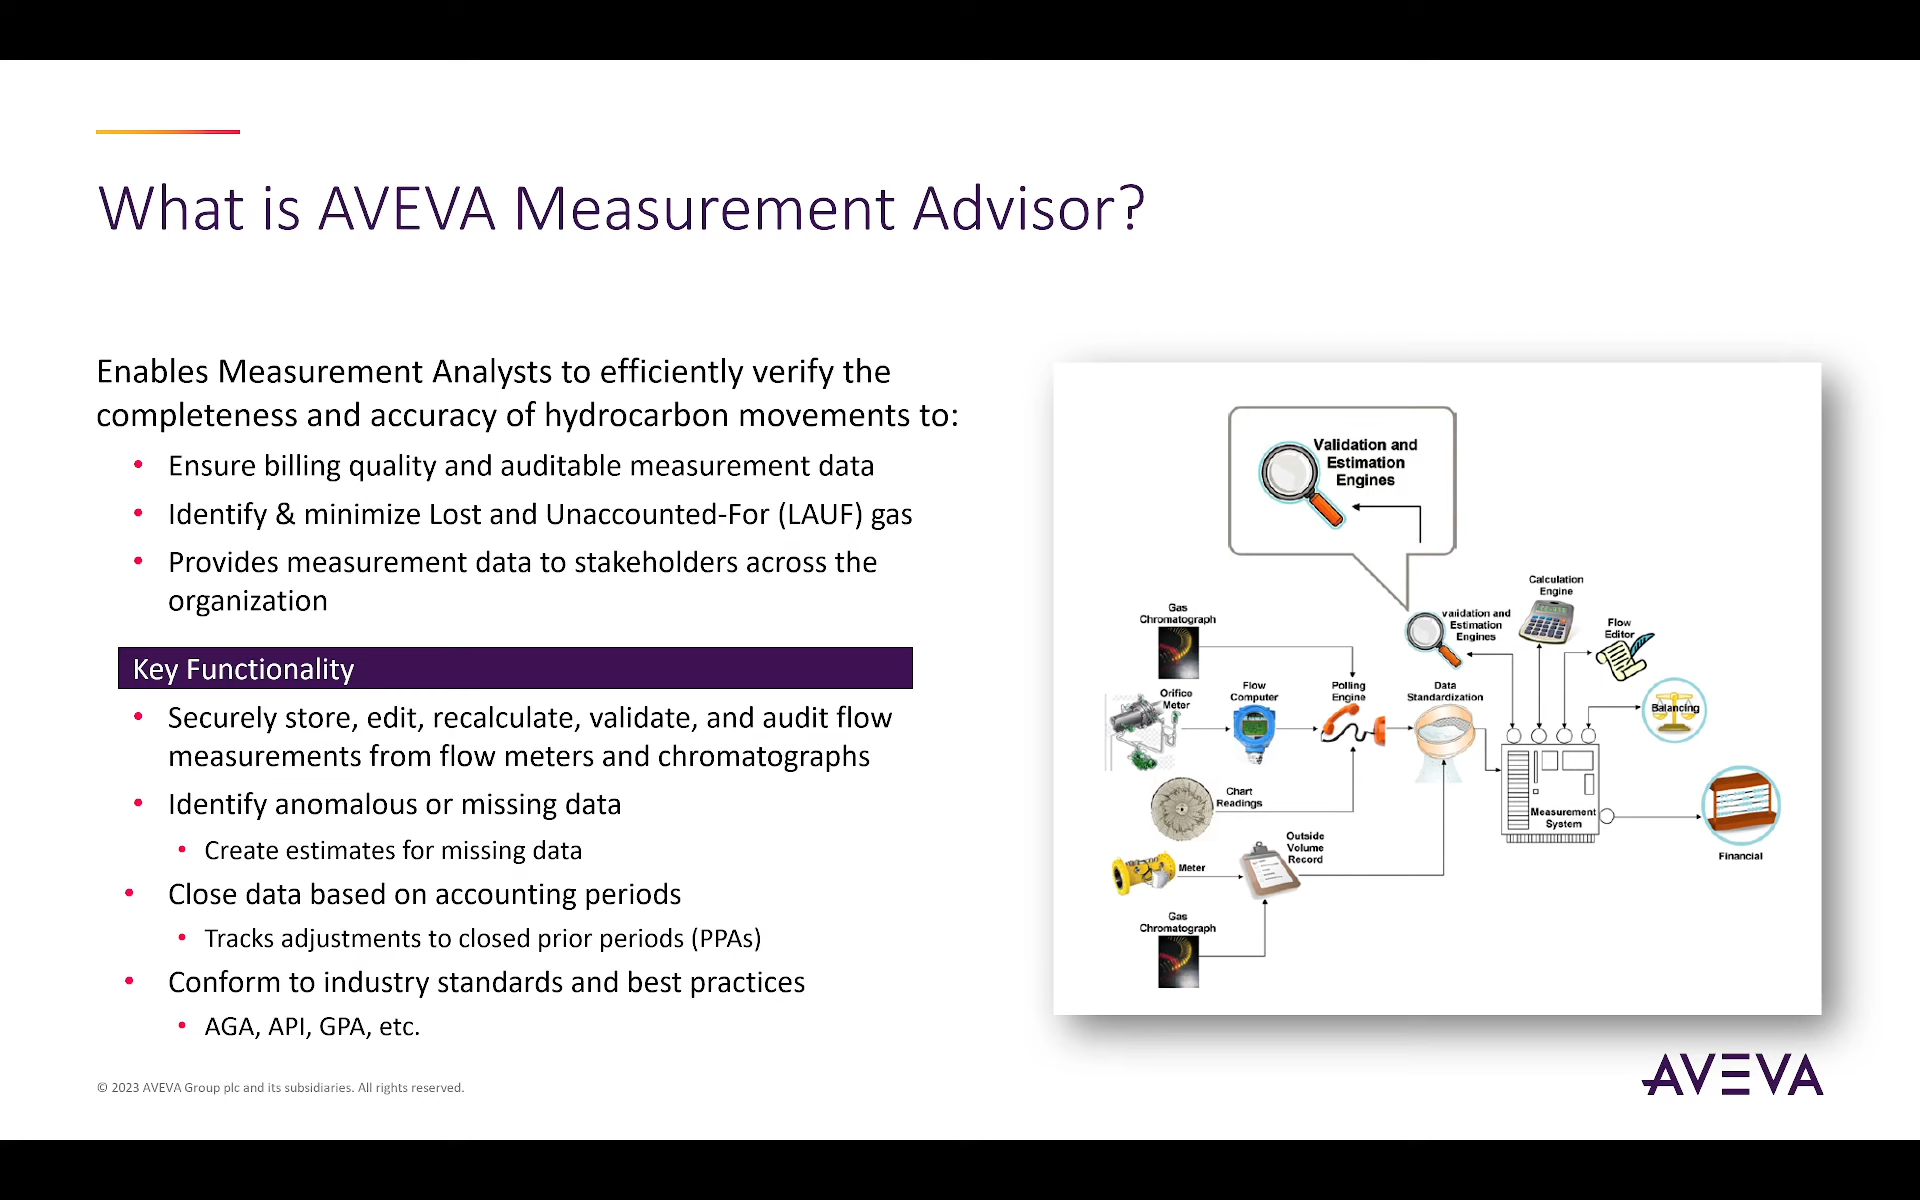 What is AVEVA Measurement Advisor?
Enables Measurement Analysts to efficiently verify the
completeness and accuracy of hydrocarbon movements to:
• Ensure billing quality and auditable measurement data
• Identify & minimize Lost and Unaccounted-For (LAUF) gas
• Provides measurement data to stakeholders across the
organization
Key Functionality
• Securely store, edit, recalculate, validate, and audit flow
measurements from flow meters and chromatographs
• Identify anomalous or missing data
• Create estimates for missing data
• Close data based on accounting periods
• Tracks adjustments to closed prior periods (PPAs)
• Conform to industry standards and best practices
• AGA, API, GPA, etc.
Validation and
Estimation
Engines
Calculation
Engine
Gas
Chromatograph
Validation and
Estimation
Engines
Flow
Editor
Orifice
Meter
Flow
Computer
Polling
Engine
Data
Standardization
Balancing
Chart
Readings
Measurement
System
Outside
Volume
Record
Meter
Financial
Gas
Chromatograph
© 2023 AVEVA Group plc and its subsidiaries. All rights reserved.
AVEVA